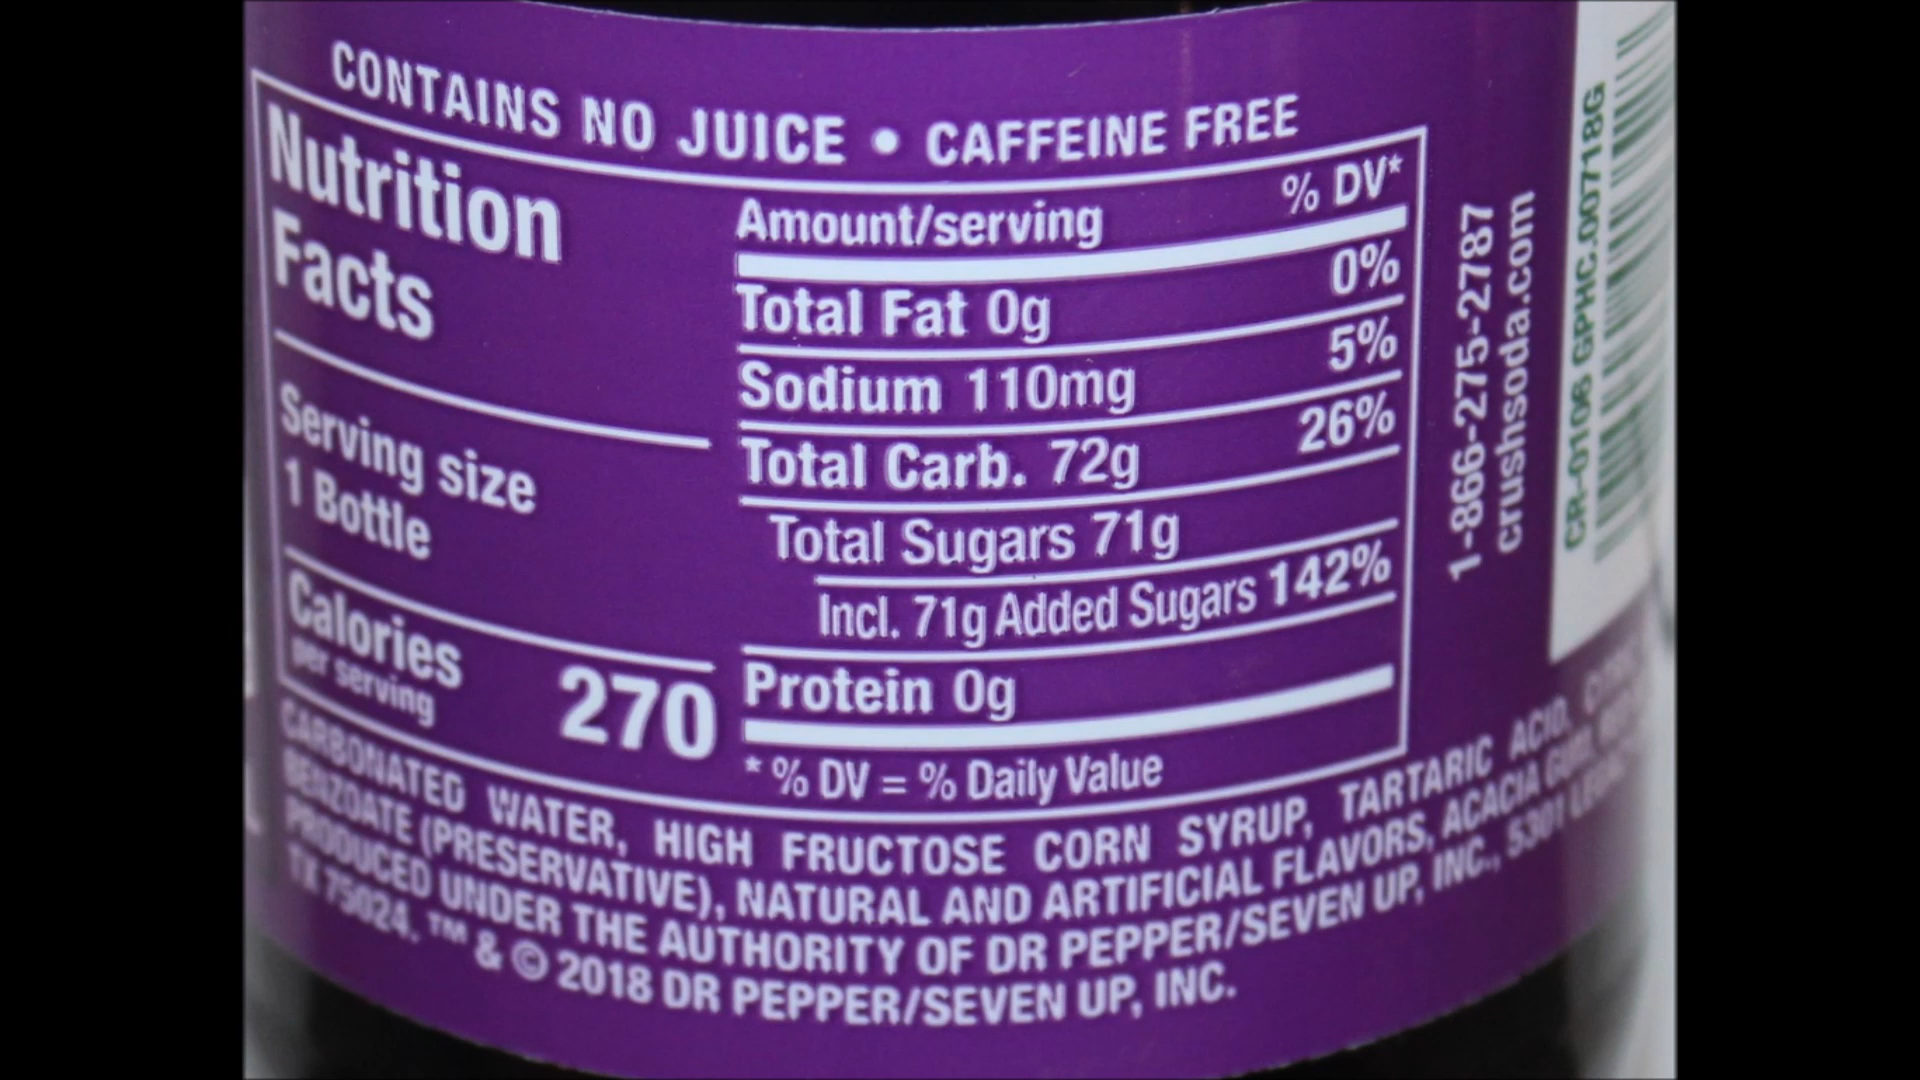 CONTAINS NO JUICE • CAFFEINE FREE
Nutrition
Facts
Serving size
1 Bottle
Calories
per serving
270
Amount/serving % DV*
Total Fat 0g 0%
Sodium 110mg 5%
Total Carb. 72g 26%
Total Sugars 71g
Incl. 71g Added Sugars 142%
Protein 0g
* % DV = % Daily Value
CARBONATED WATER, HIGH FRUCTOSE CORN SYRUP, TARTARIC ACID,
BENZOATE (PRESERVATIVE), NATURAL AND ARTIFICIAL FLAVORS, ACACIA GUM,
PRODUCED UNDER THE AUTHORITY OF DR PEPPER/SEVEN UP, INC., 5301
TX 75024. ™ & © 2018 DR PEPPER/SEVEN UP, INC.
1-866-275-2787
crushsoda.com
CR-0106 GPHC.00718G